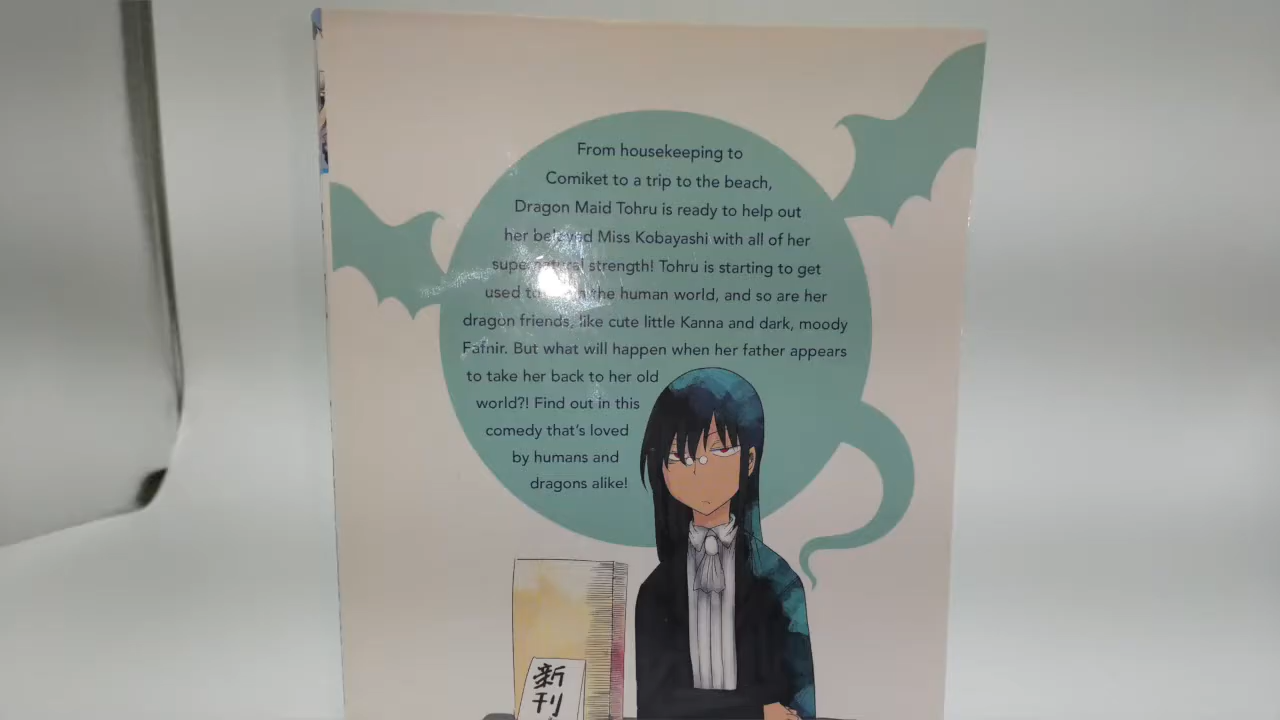 From housekeeping to
Comiket to a trip to the beach,
Dragon Maid Tohru is ready to help out
her beloved Miss Kobayashi with all of her
supernatural strength! Tohru is starting to get
used to in the human world, and so are her
dragon friends, like cute little Kanna and dark, moody
Fafnir. But what will happen when her father appears
to take her back to her old
world?! Find out in this
comedy that's loved
by humans and
dragons alike!
新刊